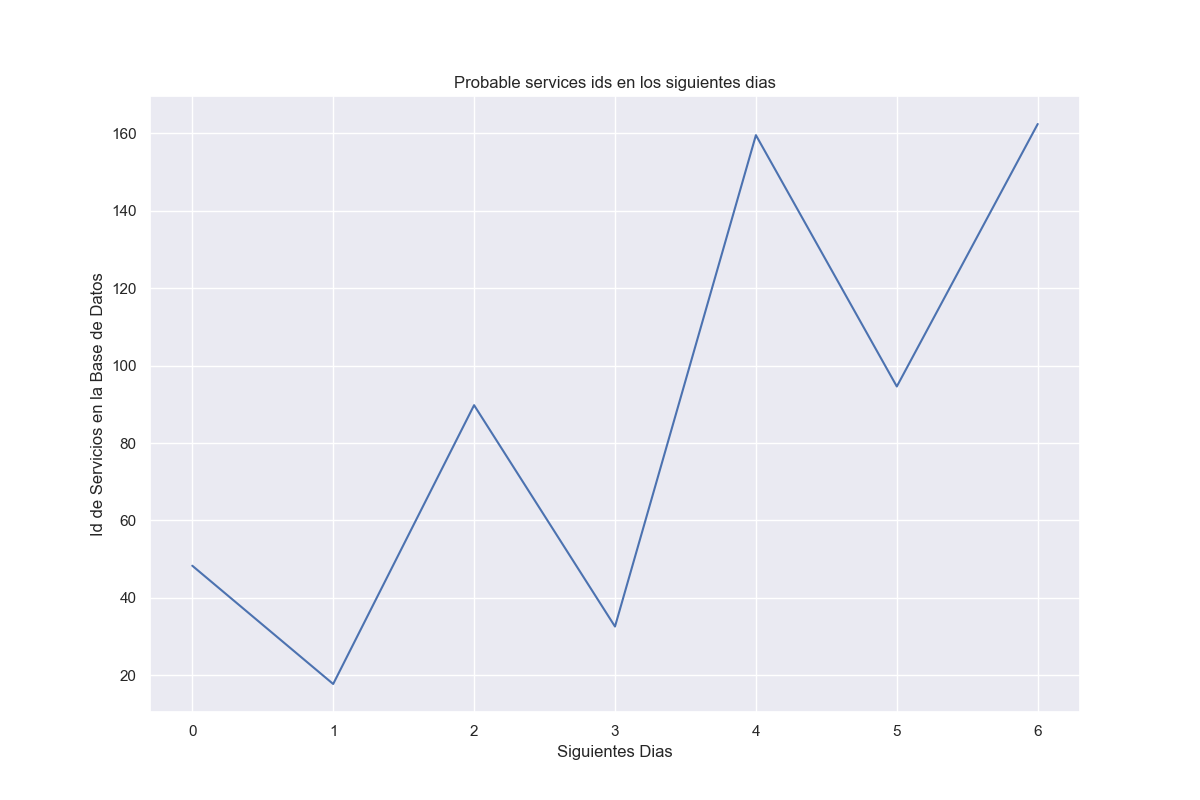 Probable services ids en los siguientes dias
160
140
120
100
80
60
40
20
Id de Servicios en la Base de Datos
0 1 2 3 4 5 6
Siguientes Dias